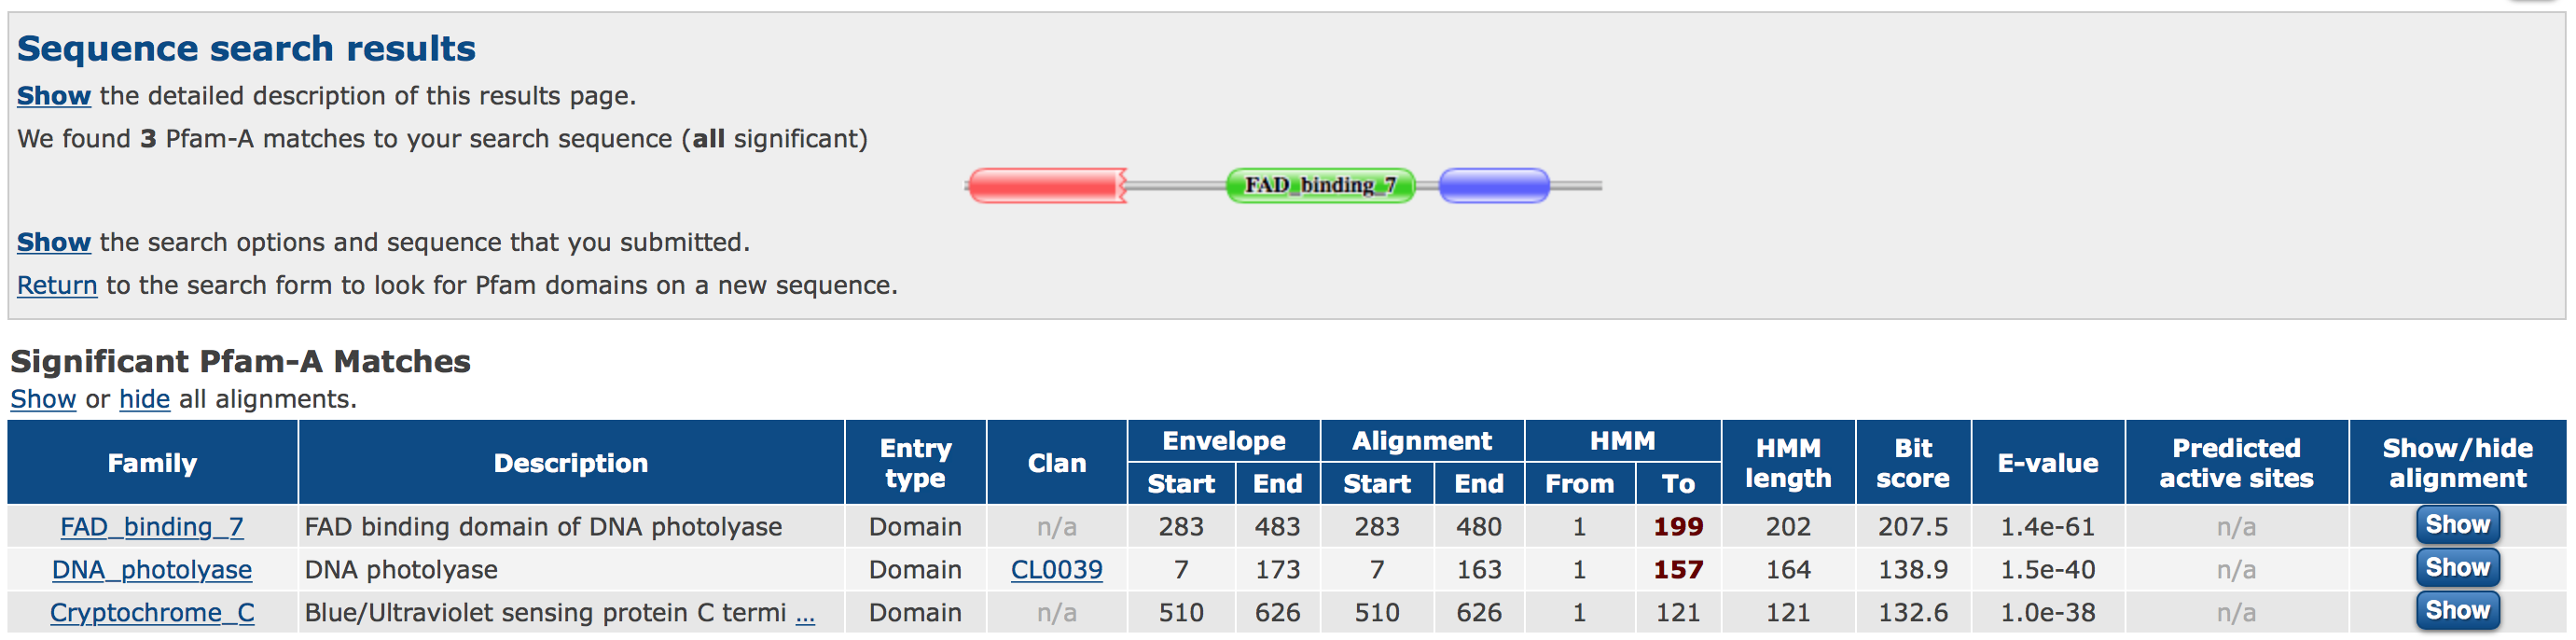 Sequence search results
Show the detailed description of this results page.
We found 3 Pfam-A matches to your search sequence (all significant)
FAD_binding_7
Show the search options and sequence that you submitted.
Return to the search form to look for Pfam domains on a new sequence.
Significant Pfam-A Matches
Show or hide all alignments.
Family Description Entry type Clan Envelope Alignment HMM HMM length Bit score E-value Predicted active sites Show/hide alignment
Start End Start End From To
FAD_binding_7 FAD binding domain of DNA photolyase Domain n/a 283 483 283 480 1 199 202 207.5 1.4e-61 n/a Show
DNA_photolyase DNA photolyase Domain CL0039 7 173 7 163 1 157 164 138.9 1.5e-40 n/a Show
Cryptochrome_C Blue/Ultraviolet sensing protein C termi ... Domain n/a 510 626 510 626 1 121 121 132.6 1.0e-38 n/a Show